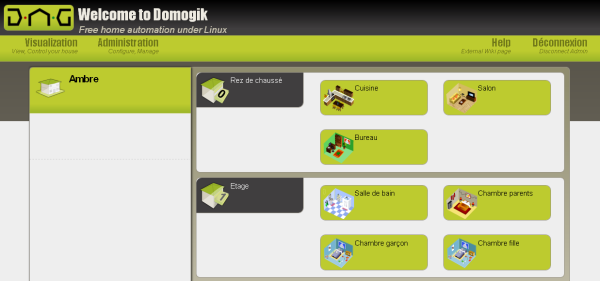 D·M·G
Welcome to Domogik
Free home automation under Linux
Visualization
View, Control your house
Administration
Configure, Manage
Help
External Wiki usage
Déconnexion
Disconnect Admin
Ambre
Rez de chaussé
0
Cuisine
Salon
Bureau
Etage
1
Salle de bain
Chambre parents
Chambre garçon
Chambre fille